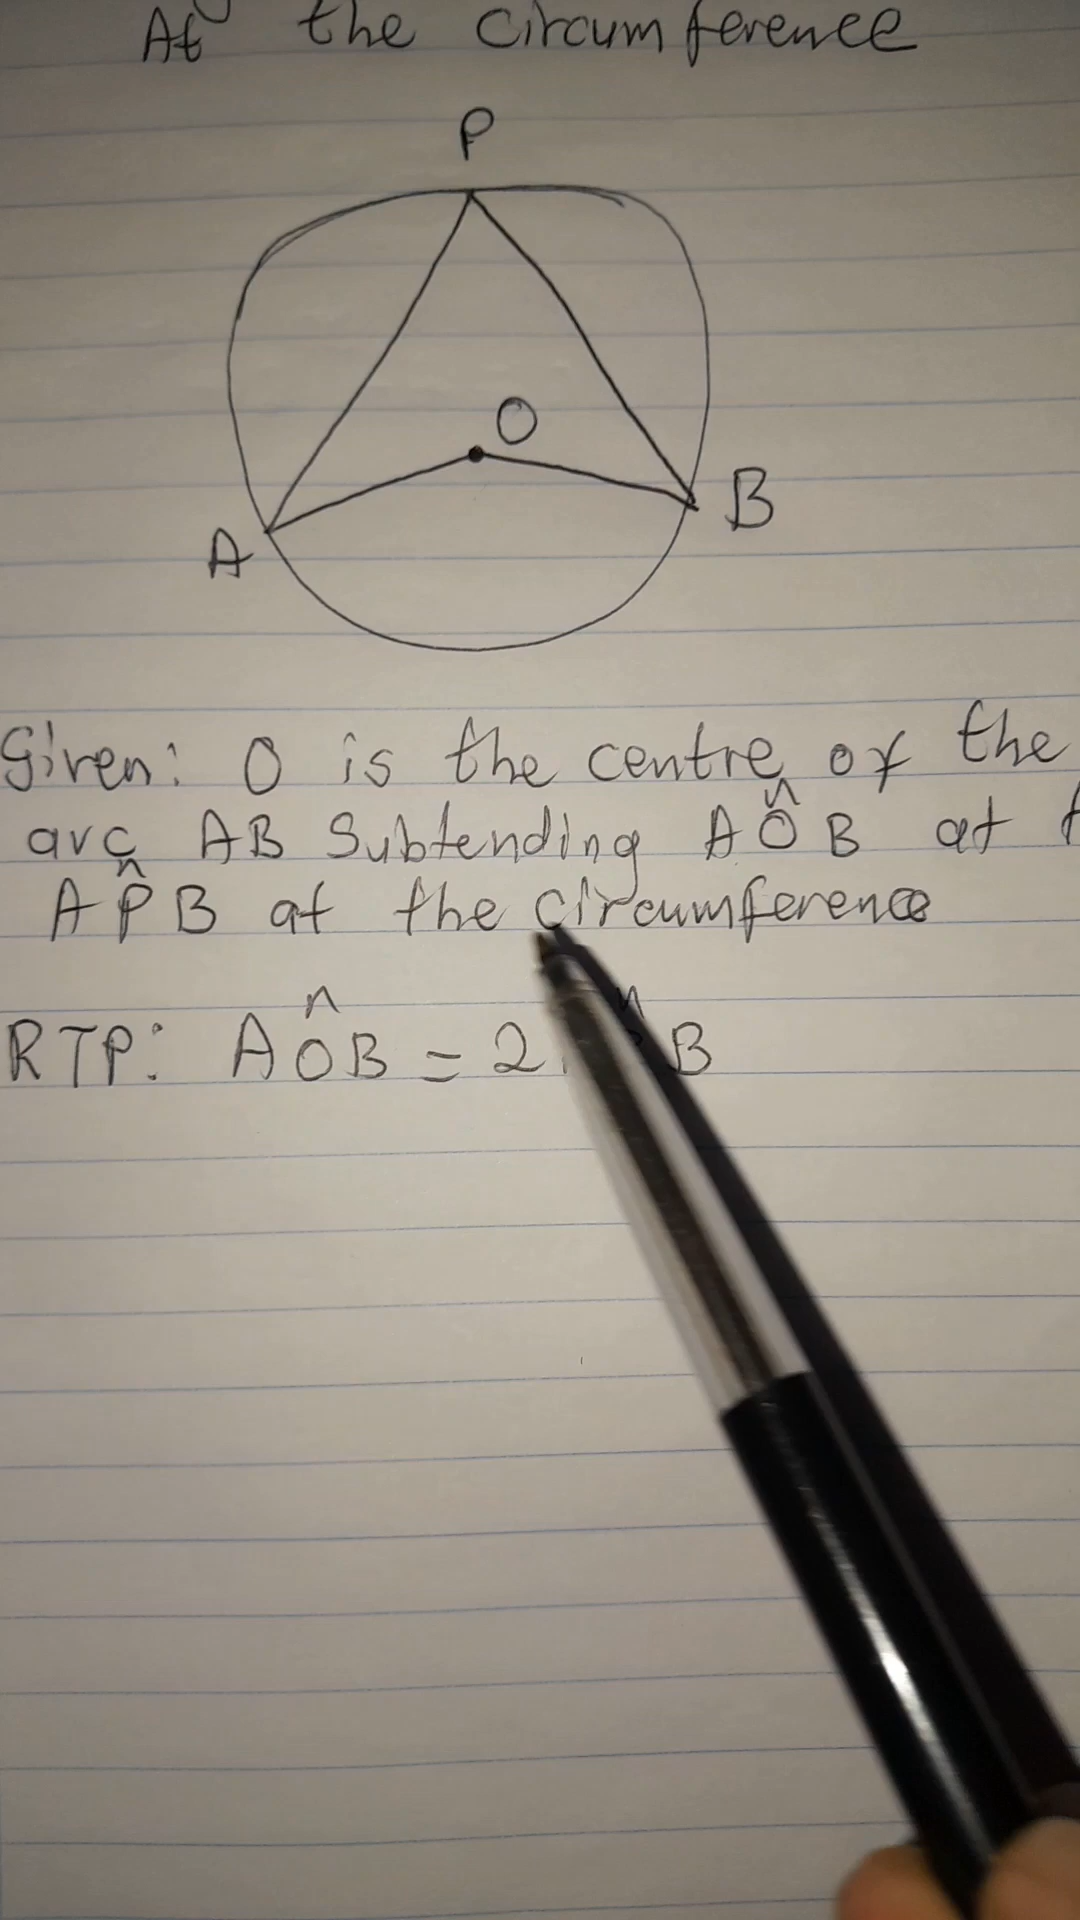 At the circumference
P
O
B
A
Given: O is the centre of the
arc AB Subtending AÔB at
AP̂B at the circumference
RTP: AÔB = 2 B